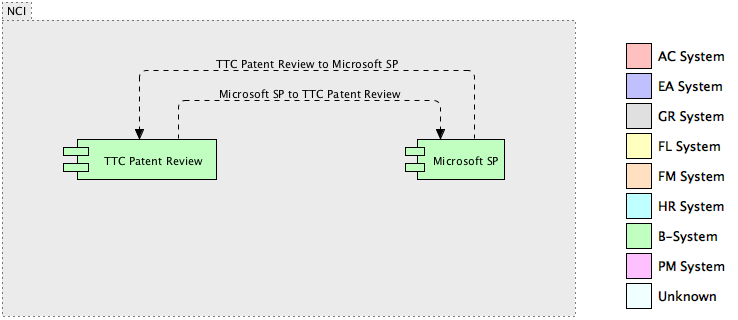 NCI
TTC Patent Review to Microsoft SP
Microsoft SP to TTC Patent Review
TTC Patent Review
Microsoft SP
AC System
EA System
GR System
FL System
FM System
HR System
B-System
PM System
Unknown